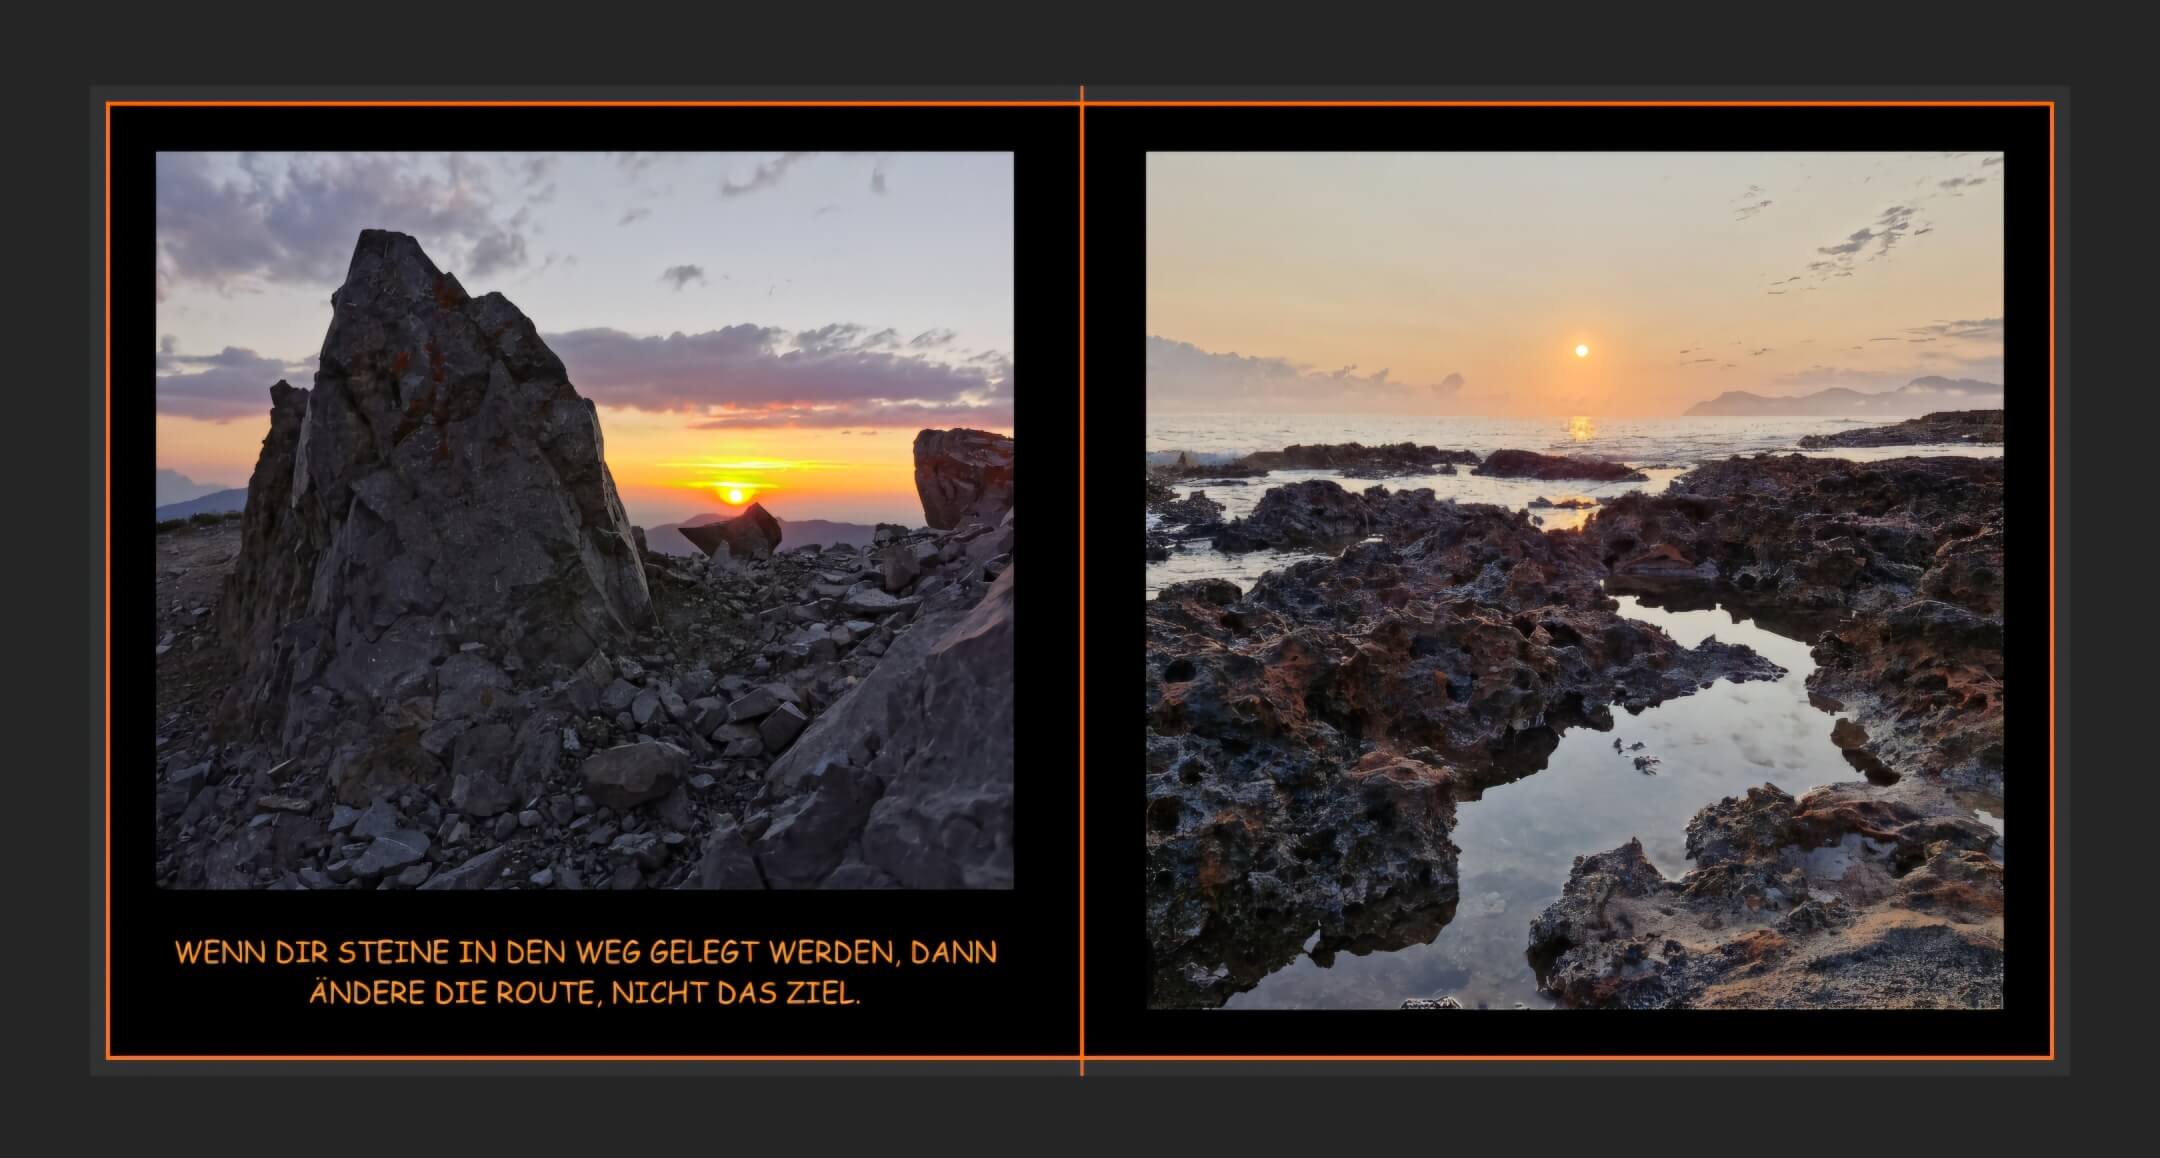 WENN DIR STEINE IN DEN WEG GELEGT WERDEN, DANN
ÄNDERE DIE ROUTE, NICHT DAS ZIEL.